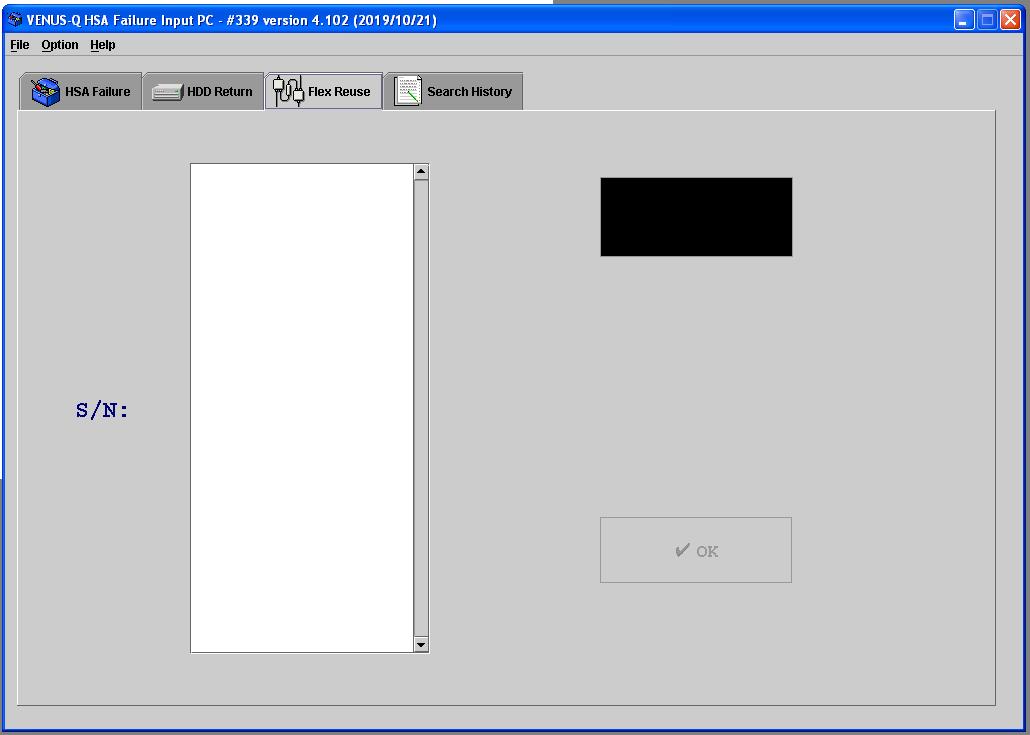 VENUS-Q HSA Failure Input PC - #339 version 4.102 (2019/10/21)
File Option Help
HSA Failure HDD Return Flex Reuse Search History
S/N:
✔ OK